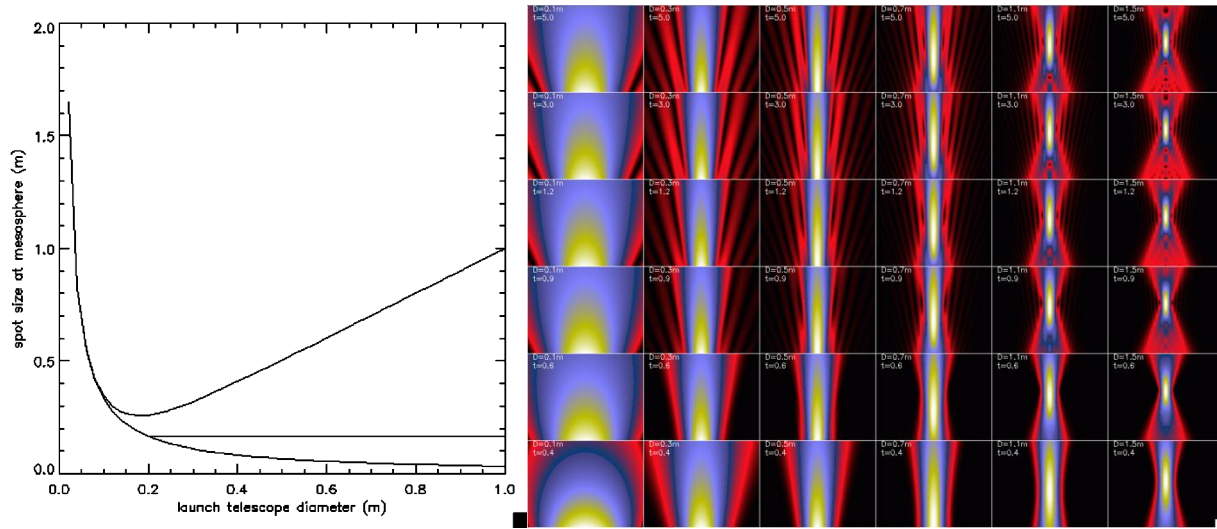 2.0
1.5
1.0
0.5
0.0
spot size at mesosphere (m)
0.0 0.2 0.4 0.6 0.8 1.0
launch telescope diameter (m)
D=0.1m D=0.3m D=0.5m D=0.7m D=1.1m D=1.5m
t=5.0 t=5.0 t=5.0 t=5.0 t=5.0 t=5.0
D=0.1m D=0.3m D=0.5m D=0.7m D=1.1m D=1.5m
t=3.0 t=3.0 t=3.0 t=3.0 t=3.0 t=3.0
D=0.1m D=0.3m D=0.5m D=0.7m D=1.1m D=1.5m
t=1.2 t=1.2 t=1.2 t=1.2 t=1.2 t=1.2
D=0.1m D=0.3m D=0.5m D=0.7m D=1.1m D=1.5m
t=0.9 t=0.9 t=0.9 t=0.9 t=0.9 t=0.9
D=0.1m D=0.3m D=0.5m D=0.7m D=1.1m D=1.5m
t=0.6 t=0.6 t=0.6 t=0.6 t=0.6 t=0.6
D=0.1m D=0.3m D=0.5m D=0.7m D=1.1m D=1.5m
t=0.4 t=0.4 t=0.4 t=0.4 t=0.4 t=0.4